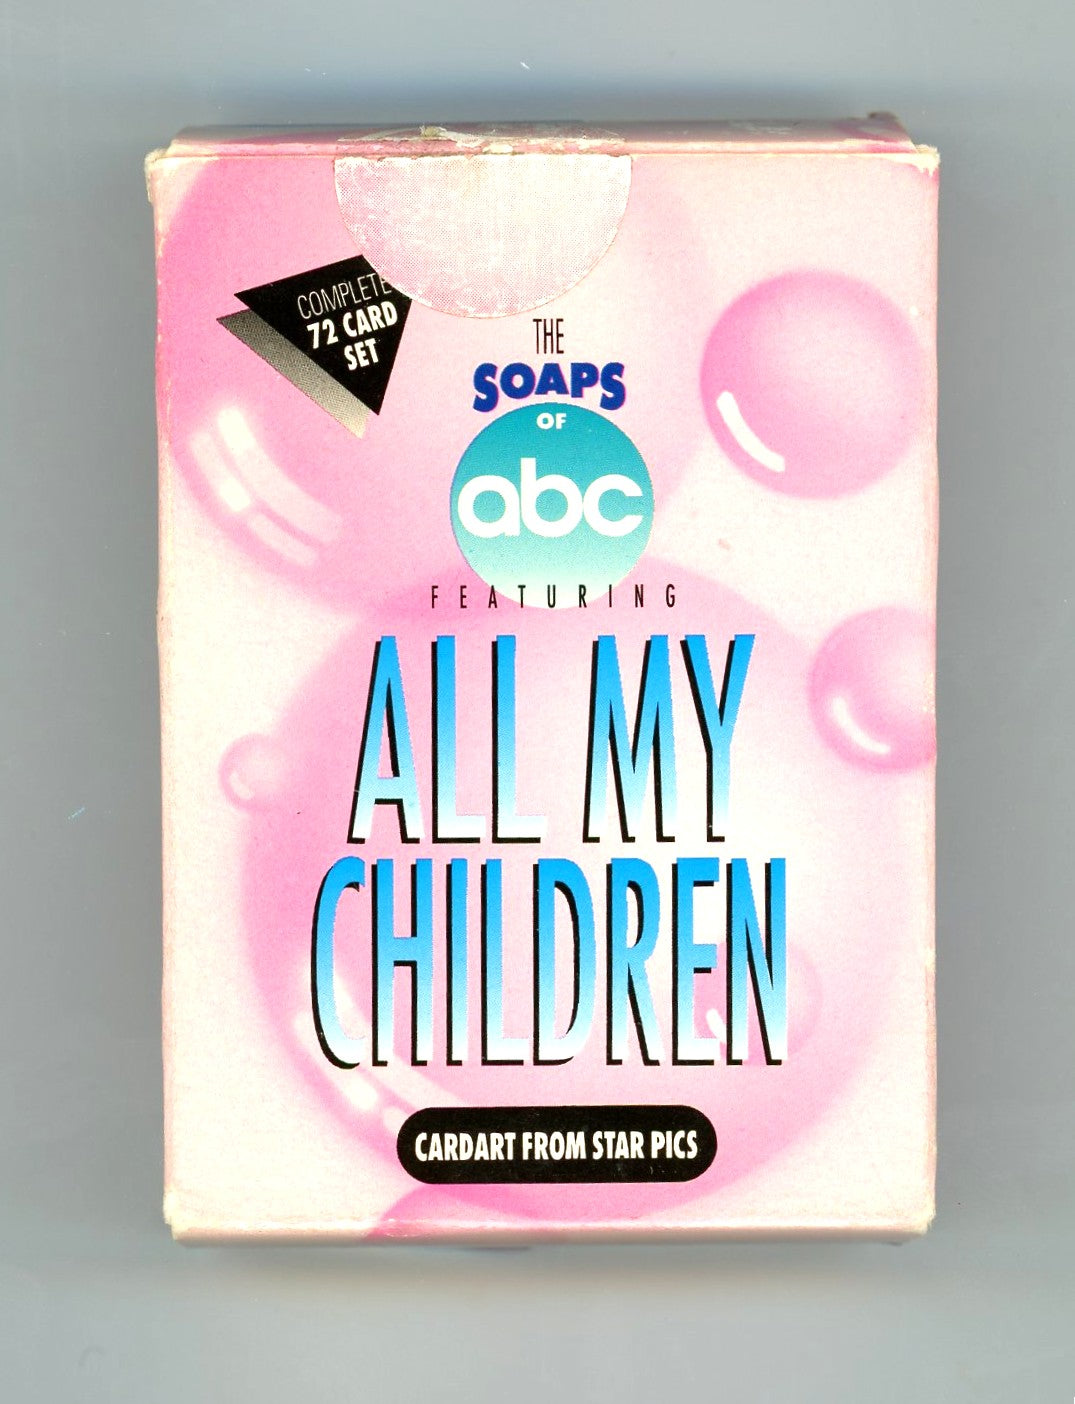 COMPLETE
72 CARD
SET
THE
SOAPS
OF
abc
FEATURING
ALL MY
CHILDREN
CARDART FROM STAR PICS